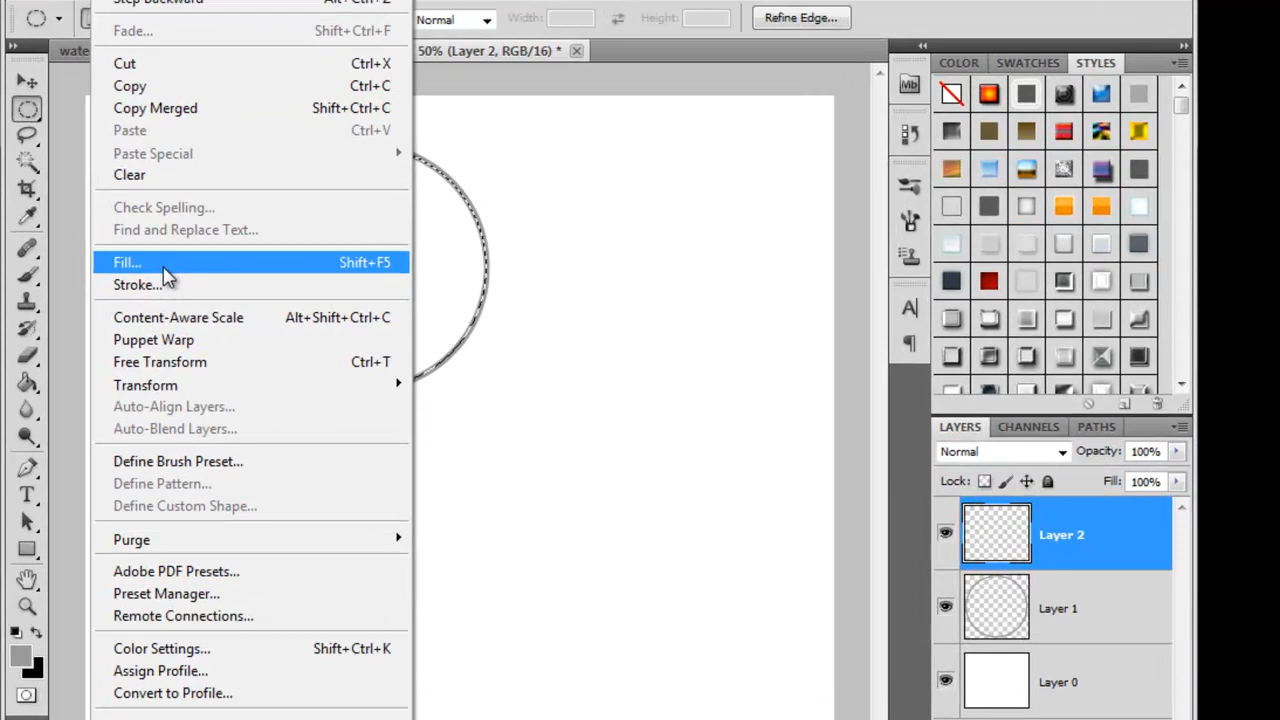 Step Backward Alt+Ctrl+Z
Normal Width: Height: Refine Edge...
Fade... Shift+Ctrl+F
50% (Layer 2, RGB/16) *
Cut Ctrl+X
COLOR SWATCHES STYLES
Copy Ctrl+C
Mb
Copy Merged Shift+Ctrl+C
Paste Ctrl+V
Paste Special
Clear
Check Spelling...
Find and Replace Text...
Fill... Shift+F5
Stroke...
A
Content-Aware Scale Alt+Shift+Ctrl+C
Puppet Warp
Free Transform Ctrl+T
Transform
Auto-Align Layers...
Auto-Blend Layers...
LAYERS CHANNELS PATHS
Normal Opacity: 100%
Define Brush Preset...
Lock: Fill: 100%
Define Pattern...
T
Define Custom Shape...
Layer 2
Purge
Adobe PDF Presets...
Preset Manager...
Layer 1
Remote Connections...
Color Settings... Shift+Ctrl+K
Assign Profile...
Layer 0
Convert to Profile...